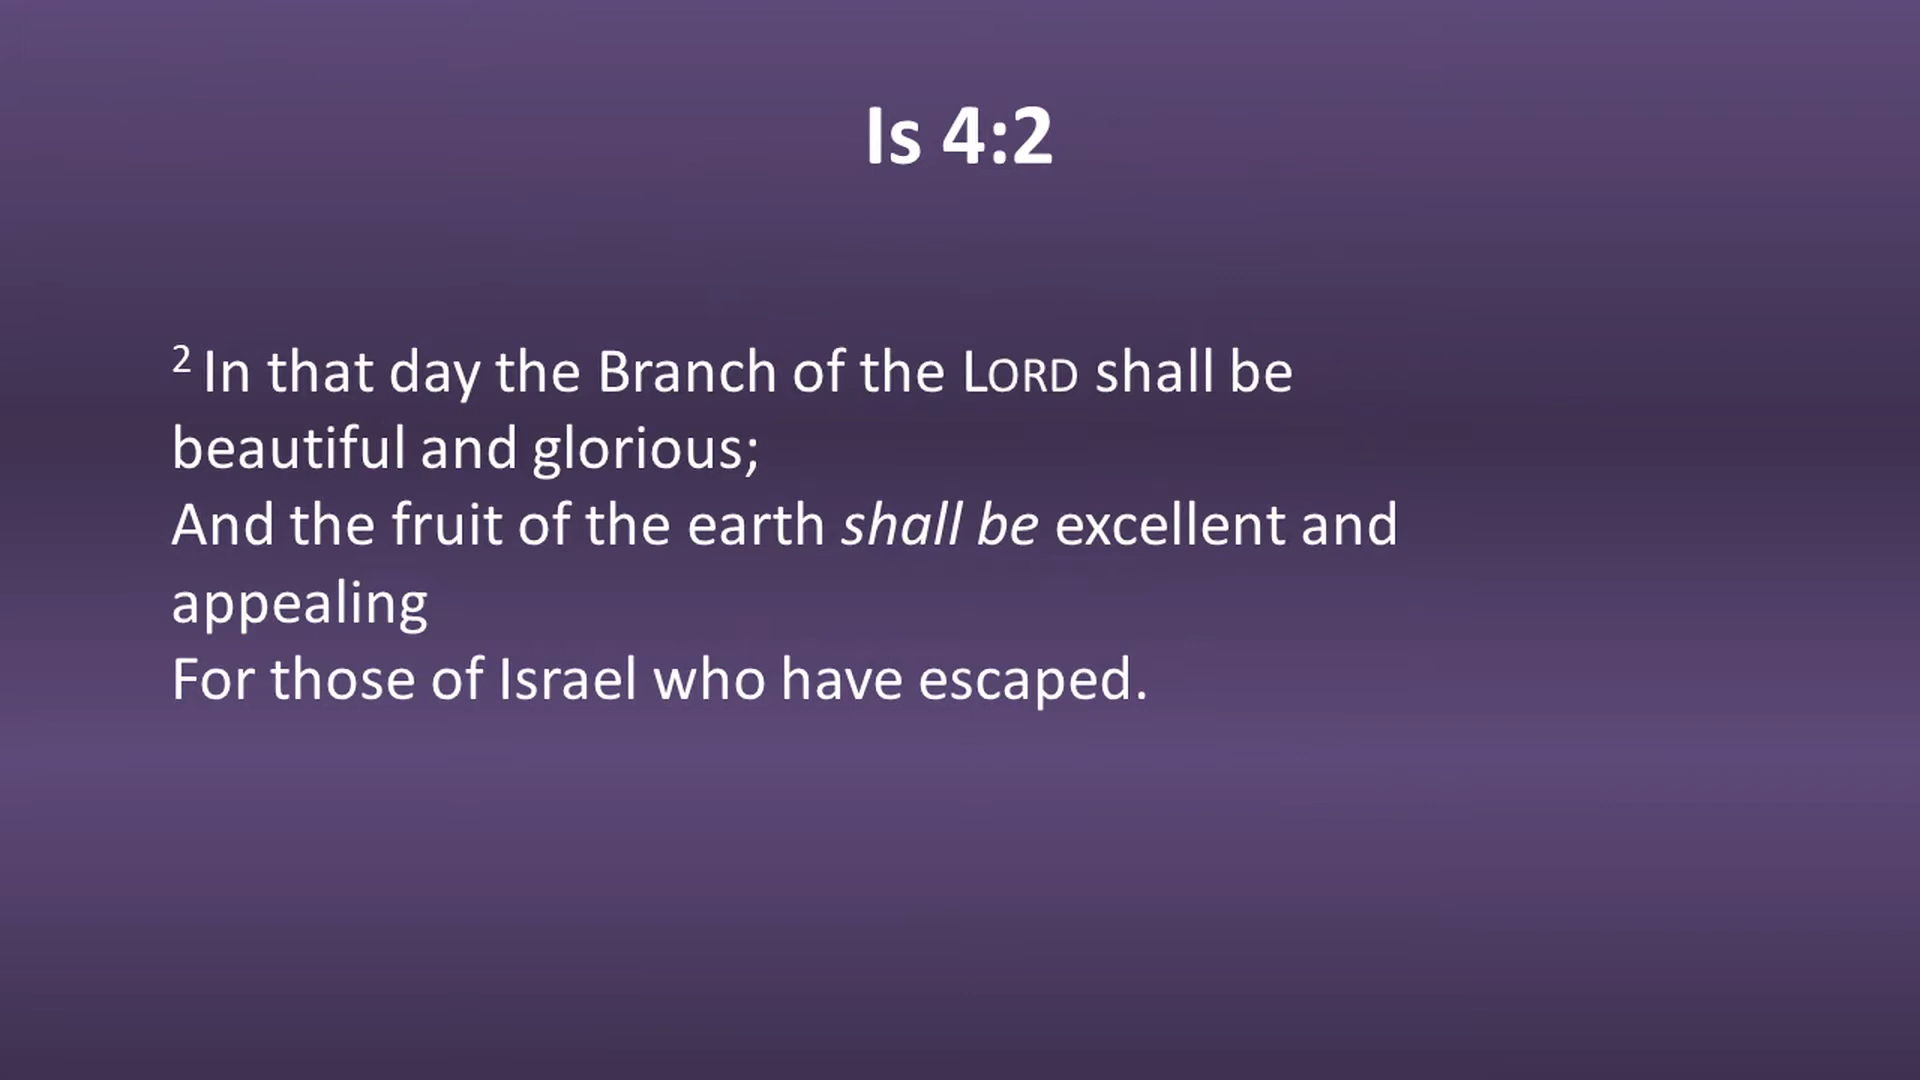 Is 4:2
2 In that day the Branch of the LORD shall be
beautiful and glorious;
And the fruit of the earth shall be excellent and
appealing
For those of Israel who have escaped.